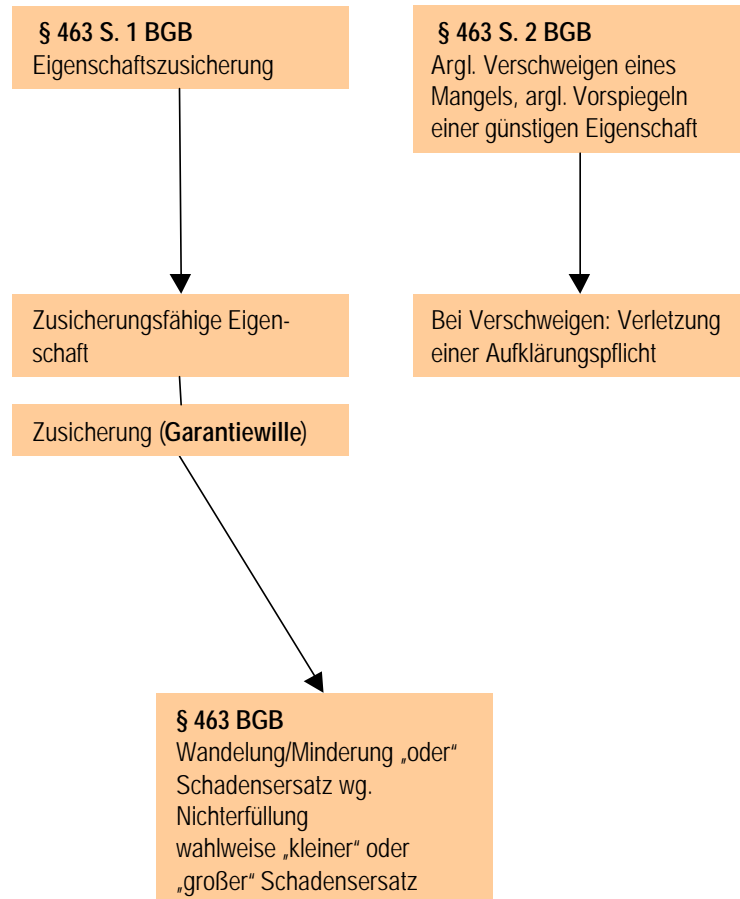 § 463 S. 1 BGB
Eigenschaftszusicherung
§ 463 S. 2 BGB
Argl. Verschweigen eines
Mangels, argl. Vorspiegeln
einer günstigen Eigenschaft
Zusicherungsfähige Eigen-
schaft
Bei Verschweigen: Verletzung
einer Aufklärungspflicht
Zusicherung (Garantiewille)
§ 463 BGB
Wandelung/Minderung „oder"
Schadensersatz wg.
Nichterfüllung
wahlweise „kleiner" oder
„großer" Schadensersatz